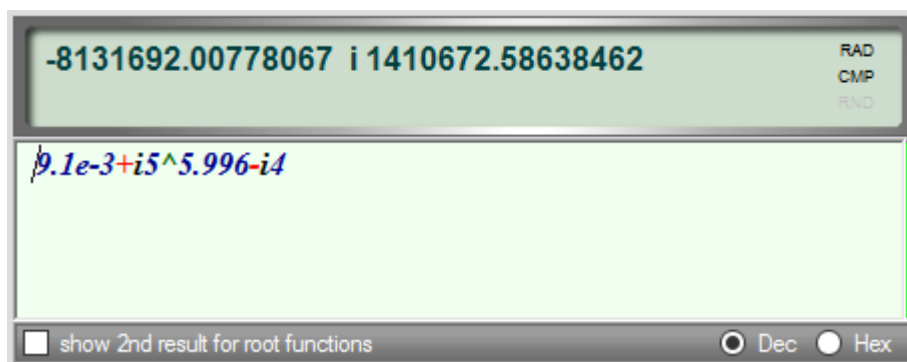 -8131692.00778067 i 1410672.58638462
RAD
CMP
RND
9.1e-3+i5^5.996-i4
show 2nd result for root functions
Dec
Hex